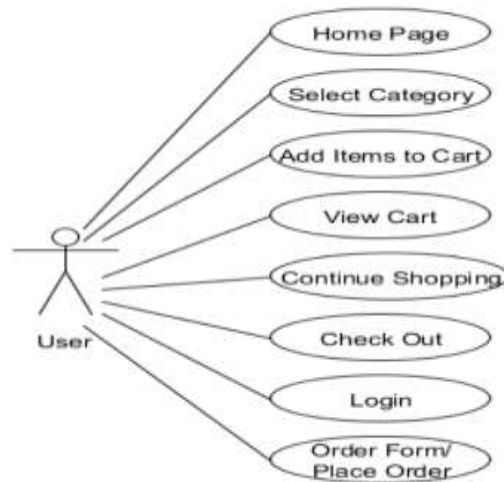 Home Page
Select Category
Add Items to Cart
View Cart
Continue Shopping
User
Check Out
Login
Order Form/
Place Order